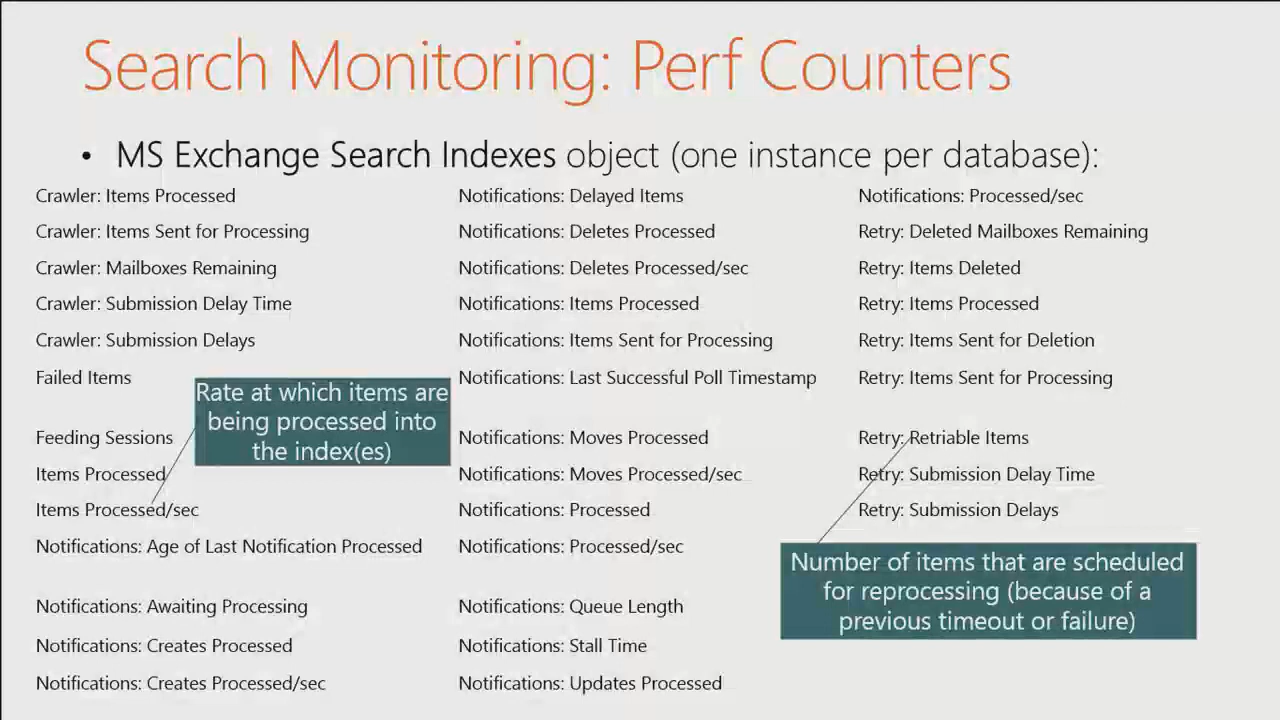 Search Monitoring: Perf Counters
• MS Exchange Search Indexes object (one instance per database):
Crawler: Items Processed
Crawler: Items Sent for Processing
Crawler: Mailboxes Remaining
Crawler: Submission Delay Time
Crawler: Submission Delays
Failed Items
Feeding Sessions
Items Processed
Items Processed/sec
Notifications: Age of Last Notification Processed
Notifications: Awaiting Processing
Notifications: Creates Processed
Notifications: Creates Processed/sec
Rate at which items are
being processed into
the index(es)
Notifications: Delayed Items
Notifications: Deletes Processed
Notifications: Deletes Processed/sec
Notifications: Items Processed
Notifications: Items Sent for Processing
Notifications: Last Successful Poll Timestamp
Notifications: Moves Processed
Notifications: Moves Processed/sec
Notifications: Processed
Notifications: Processed/sec
Notifications: Queue Length
Notifications: Stall Time
Notifications: Updates Processed
Notifications: Processed/sec
Retry: Deleted Mailboxes Remaining
Retry: Items Deleted
Retry: Items Processed
Retry: Items Sent for Deletion
Retry: Items Sent for Processing
Retry: Retriable Items
Retry: Submission Delay Time
Retry: Submission Delays
Number of items that are scheduled
for reprocessing (because of a
previous timeout or failure)